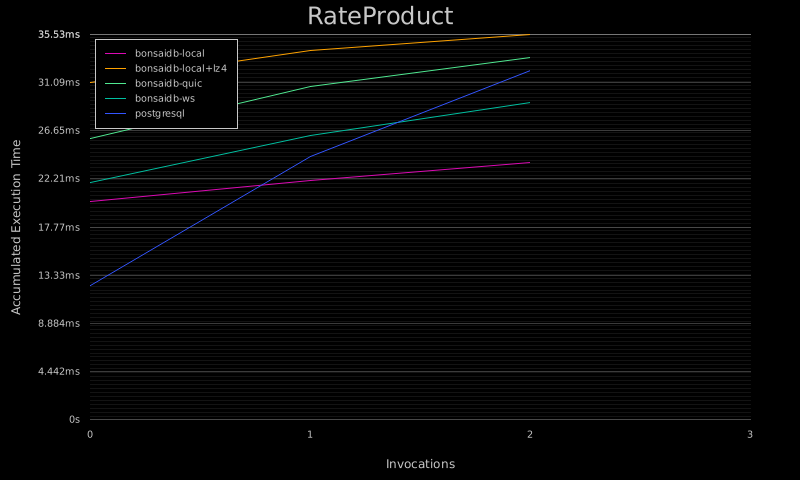 RateProduct
35.53ms
31.09ms
26.65ms
22.21ms
17.77ms
13.33ms
8.884ms
4.442ms
0s
Accumulated Execution Time
bonsaidb-local
bonsaidb-local+lz4
bonsaidb-quic
bonsaidb-ws
postgresql
0 1 2 3
Invocations